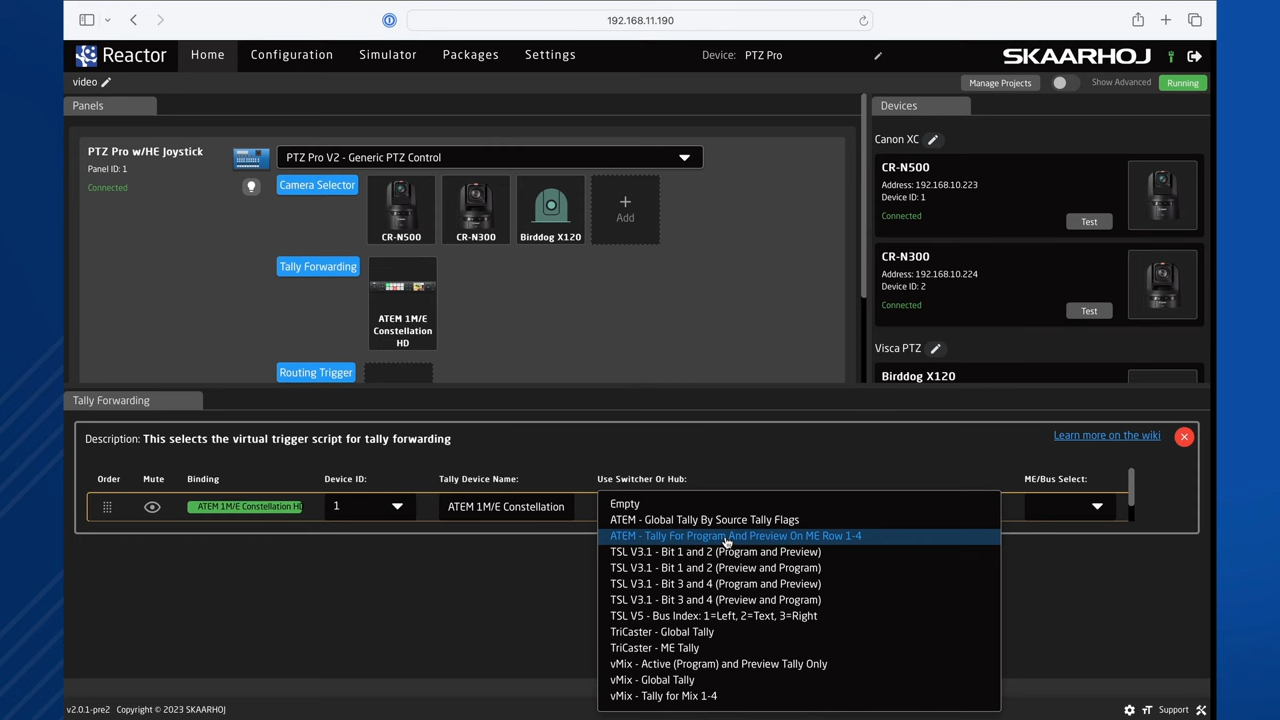 192.168.11.190
Reactor
Home
Configuration
Simulator
Packages
Settings
Device:
PTZ Pro
SKAARHOJ
video
Manage Projects
Show Advanced
Running
Panels
PTZ Pro w/HE Joystick
Panel ID: 1
Connected
PTZ Pro V2 - Generic PTZ Control
Camera Selector
CR-N500
CR-N300
Birddog X120
Add
Tally Forwarding
ATEM 1M/E
Constellation
HD
Routing Trigger
Devices
Canon XC
CR-N500
Address: 192.168.10.223
Device ID: 1
Connected
Test
CR-N300
Address: 192.168.10.224
Device ID: 2
Connected
Test
Visca PTZ
Birddog X120
Tally Forwarding
Description: This selects the virtual trigger script for tally forwarding
Learn more on the wiki
Order
Mute
Binding
Device ID:
Tally Device Name:
Use Switcher Or Hub:
ME/Bus Select:
ATEM 1M/E Constellation HD
1
ATEM 1M/E Constellation
Empty
ATEM - Global Tally By Source Tally Flags
ATEM - Tally For Program And Preview On ME Row 1-4
TSL V3.1 - Bit 1 and 2 (Program and Preview)
TSL V3.1 - Bit 1 and 2 (Preview and Program)
TSL V3.1 - Bit 3 and 4 (Program and Preview)
TSL V3.1 - Bit 3 and 4 (Preview and Program)
TSL V5 - Bus Index: 1=Left, 2=Text, 3=Right
TriCaster - Global Tally
TriCaster - ME Tally
vMix - Active (Program) and Preview Tally Only
vMix - Global Tally
vMix - Tally for Mix 1-4
v2.0.1-pre2 Copyright © 2023 SKAARHOJ
Support